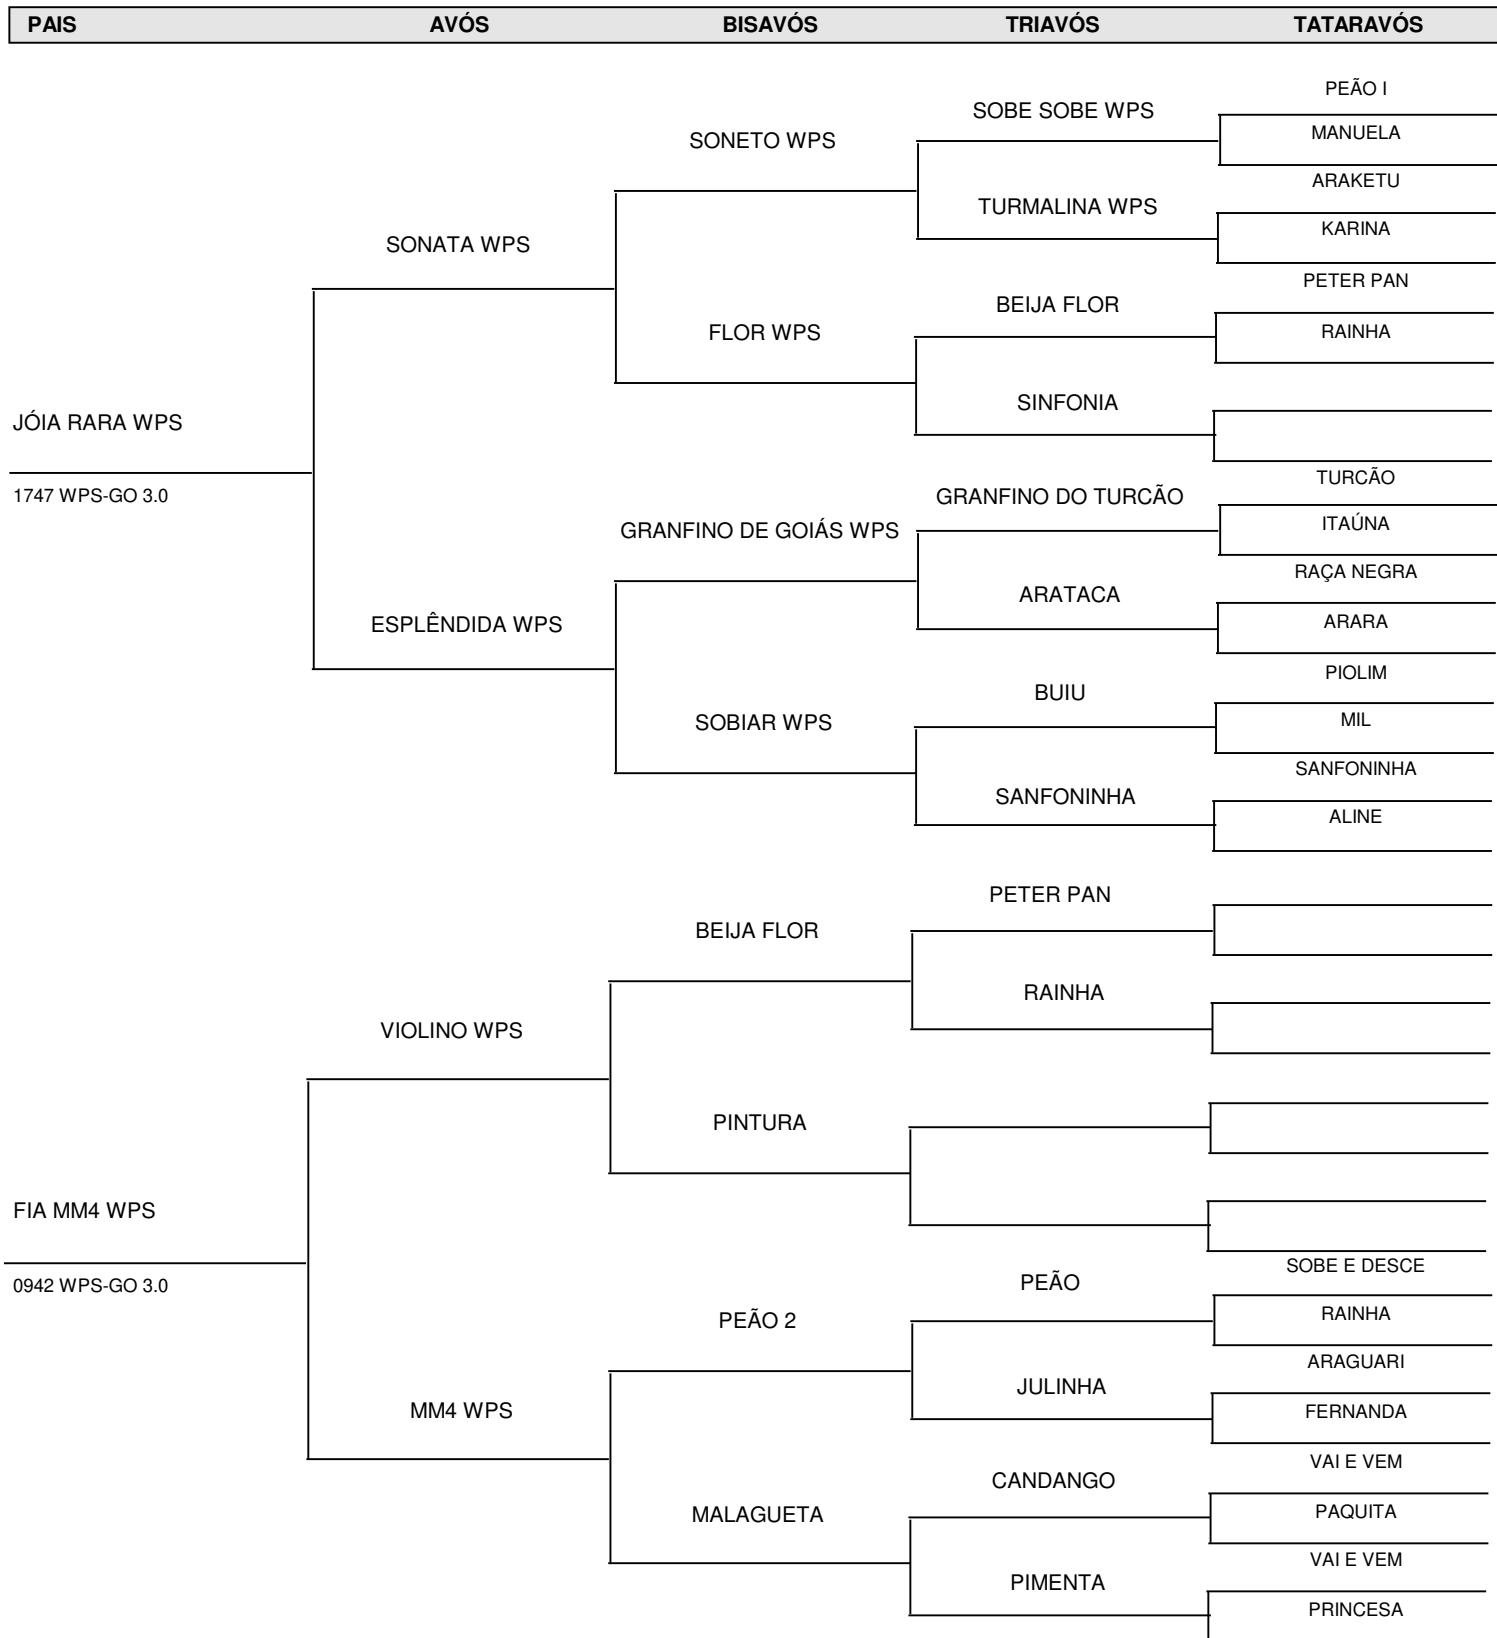 PAIS AVÓS BISAVÓS TRIAVÓS TATARAVÓS
PEÃO I
SOBE SOBE WPS
MANUELA
SONETO WPS
ARAKETU
TURMALINA WPS
KARINA
SONATA WPS
PETER PAN
BEIJA FLOR
RAINHA
FLOR WPS
SINFONIA
JÓIA RARA WPS
1747 WPS-GO 3.0
TURCÃO
GRANFINO DO TURCÃO
ITAÚNA
GRANFINO DE GOIÁS WPS
RAÇA NEGRA
ARATACA
ARARA
ESPLÊNDIDA WPS
PIOLIM
BUIU
MIL
SOBIAR WPS
SANFONINHA
SANFONINHA
ALINE
PETER PAN
BEIJA FLOR
RAINHA
VIOLINO WPS
PINTURA
FIA MM4 WPS
0942 WPS-GO 3.0
SOBE E DESCE
PEÃO
RAINHA
PEÃO 2
ARAGUARI
JULINHA
FERNANDA
MM4 WPS
VAI E VEM
CANDANGO
PAQUITA
MALAGUETA
VAI E VEM
PIMENTA
PRINCESA